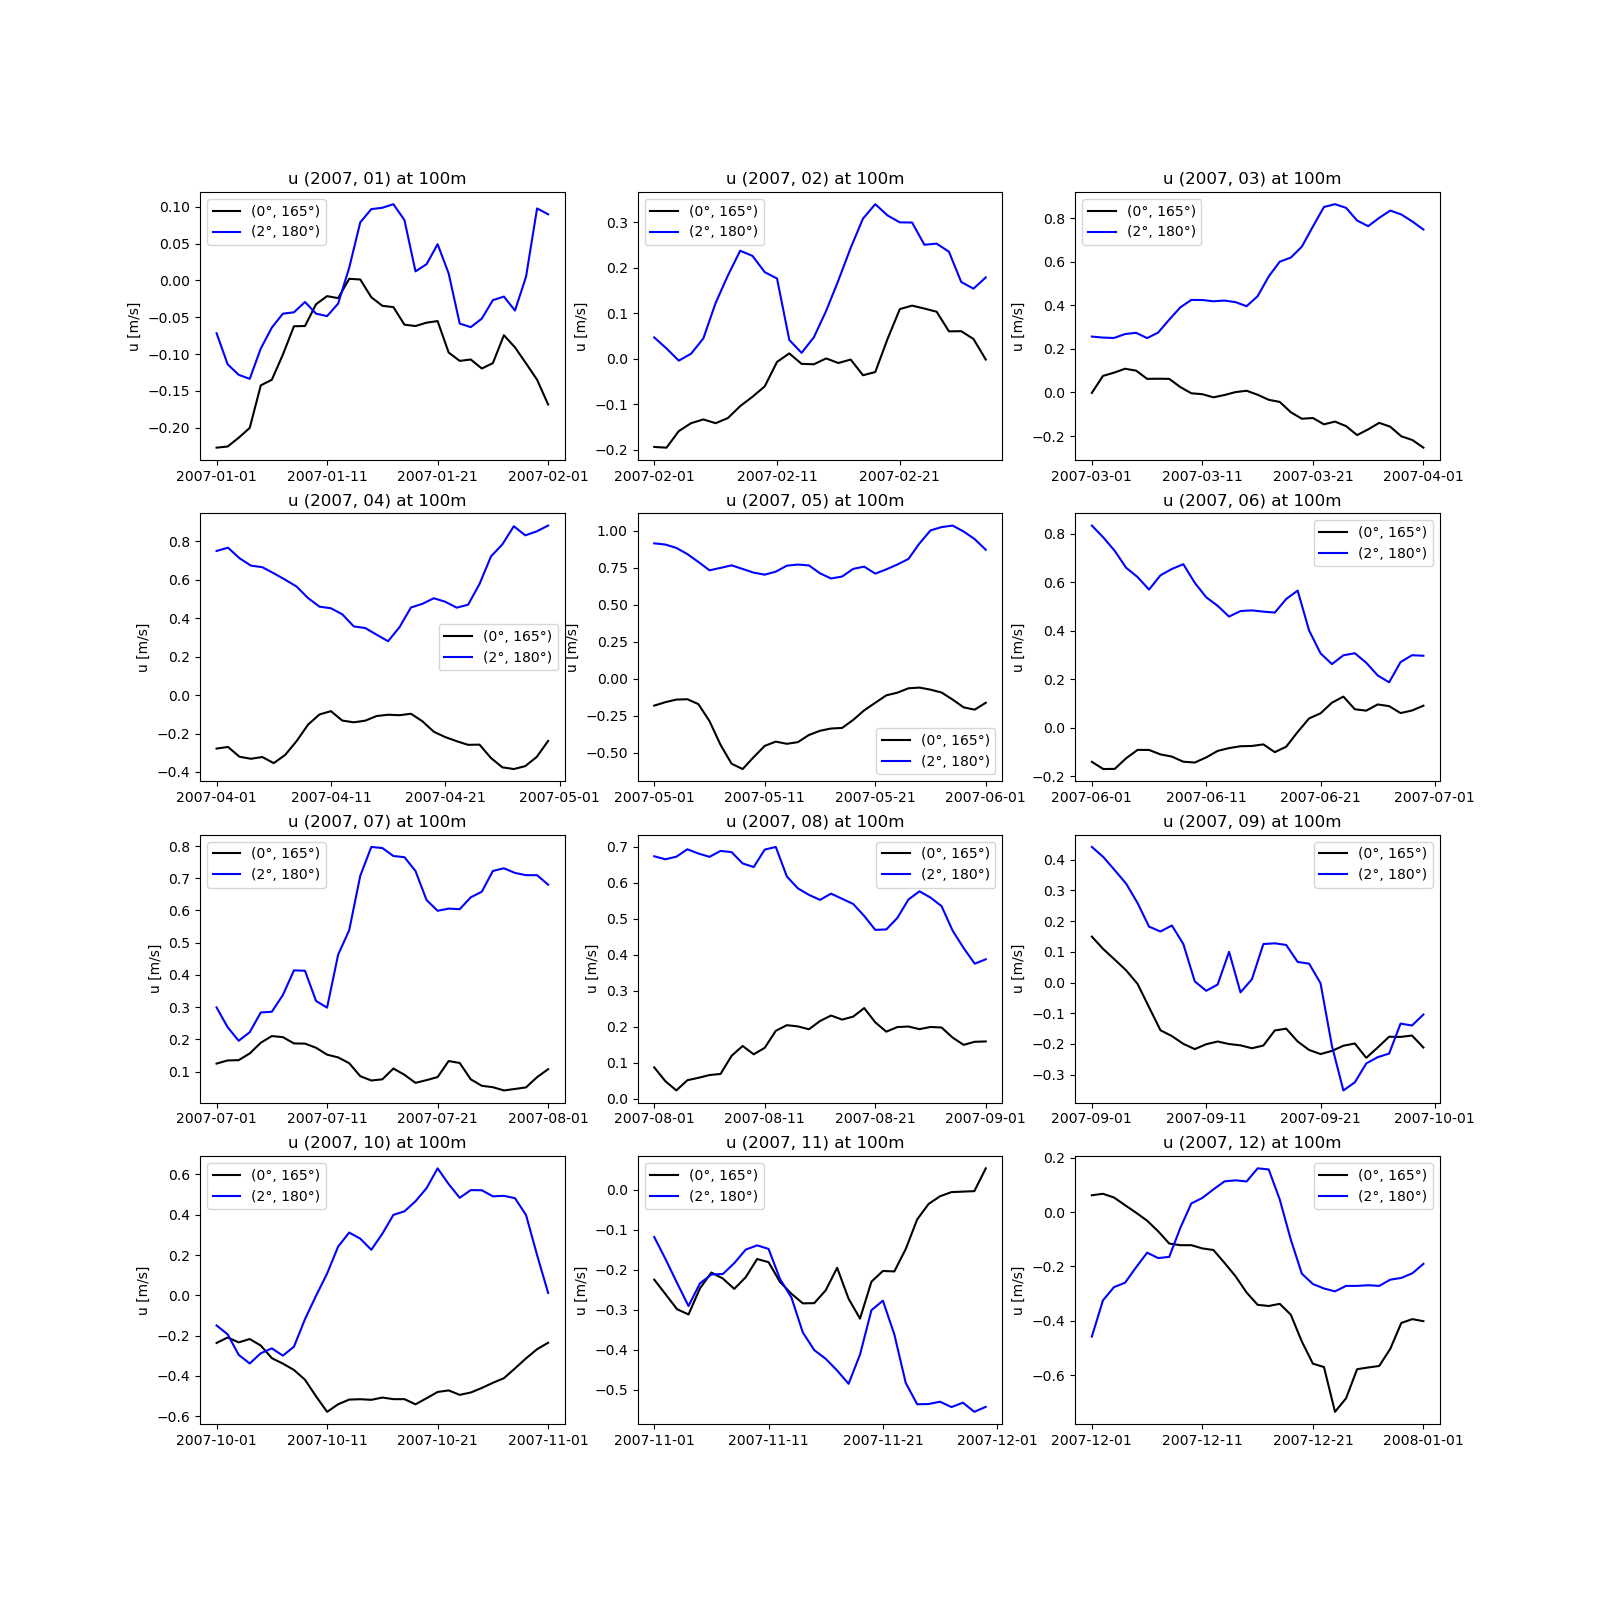 u (2007, 01) at 100m
u [m/s]
(0°, 165°)
(2°, 180°)
0.10
0.05
0.00
−0.05
−0.10
−0.15
−0.20
2007-01-01 2007-01-11 2007-01-21 2007-02-01
u (2007, 02) at 100m
u [m/s]
(0°, 165°)
(2°, 180°)
0.3
0.2
0.1
0.0
−0.1
−0.2
2007-02-01 2007-02-11 2007-02-21
u (2007, 03) at 100m
u [m/s]
(0°, 165°)
(2°, 180°)
0.8
0.6
0.4
0.2
0.0
−0.2
2007-03-01 2007-03-11 2007-03-21 2007-04-01
u (2007, 04) at 100m
u [m/s]
(0°, 165°)
(2°, 180°)
0.8
0.6
0.4
0.2
0.0
−0.2
−0.4
2007-04-01 2007-04-11 2007-04-21 2007-05-01
u (2007, 05) at 100m
u [m/s]
(0°, 165°)
(2°, 180°)
1.00
0.75
0.50
0.25
0.00
−0.25
−0.50
2007-05-01 2007-05-11 2007-05-21 2007-06-01
u (2007, 06) at 100m
u [m/s]
(0°, 165°)
(2°, 180°)
0.8
0.6
0.4
0.2
0.0
−0.2
2007-06-01 2007-06-11 2007-06-21 2007-07-01
u (2007, 07) at 100m
u [m/s]
(0°, 165°)
(2°, 180°)
0.8
0.7
0.6
0.5
0.4
0.3
0.2
0.1
2007-07-01 2007-07-11 2007-07-21 2007-08-01
u (2007, 08) at 100m
u [m/s]
(0°, 165°)
(2°, 180°)
0.7
0.6
0.5
0.4
0.3
0.2
0.1
0.0
2007-08-01 2007-08-11 2007-08-21 2007-09-01
u (2007, 09) at 100m
u [m/s]
(0°, 165°)
(2°, 180°)
0.4
0.3
0.2
0.1
0.0
−0.1
−0.2
−0.3
2007-09-01 2007-09-11 2007-09-21 2007-10-01
u (2007, 10) at 100m
u [m/s]
(0°, 165°)
(2°, 180°)
0.6
0.4
0.2
0.0
−0.2
−0.4
−0.6
2007-10-01 2007-10-11 2007-10-21 2007-11-01
u (2007, 11) at 100m
u [m/s]
(0°, 165°)
(2°, 180°)
0.0
−0.1
−0.2
−0.3
−0.4
−0.5
2007-11-01 2007-11-11 2007-11-21 2007-12-01
u (2007, 12) at 100m
u [m/s]
(0°, 165°)
(2°, 180°)
0.2
0.0
−0.2
−0.4
−0.6
2007-12-01 2007-12-11 2007-12-21 2008-01-01